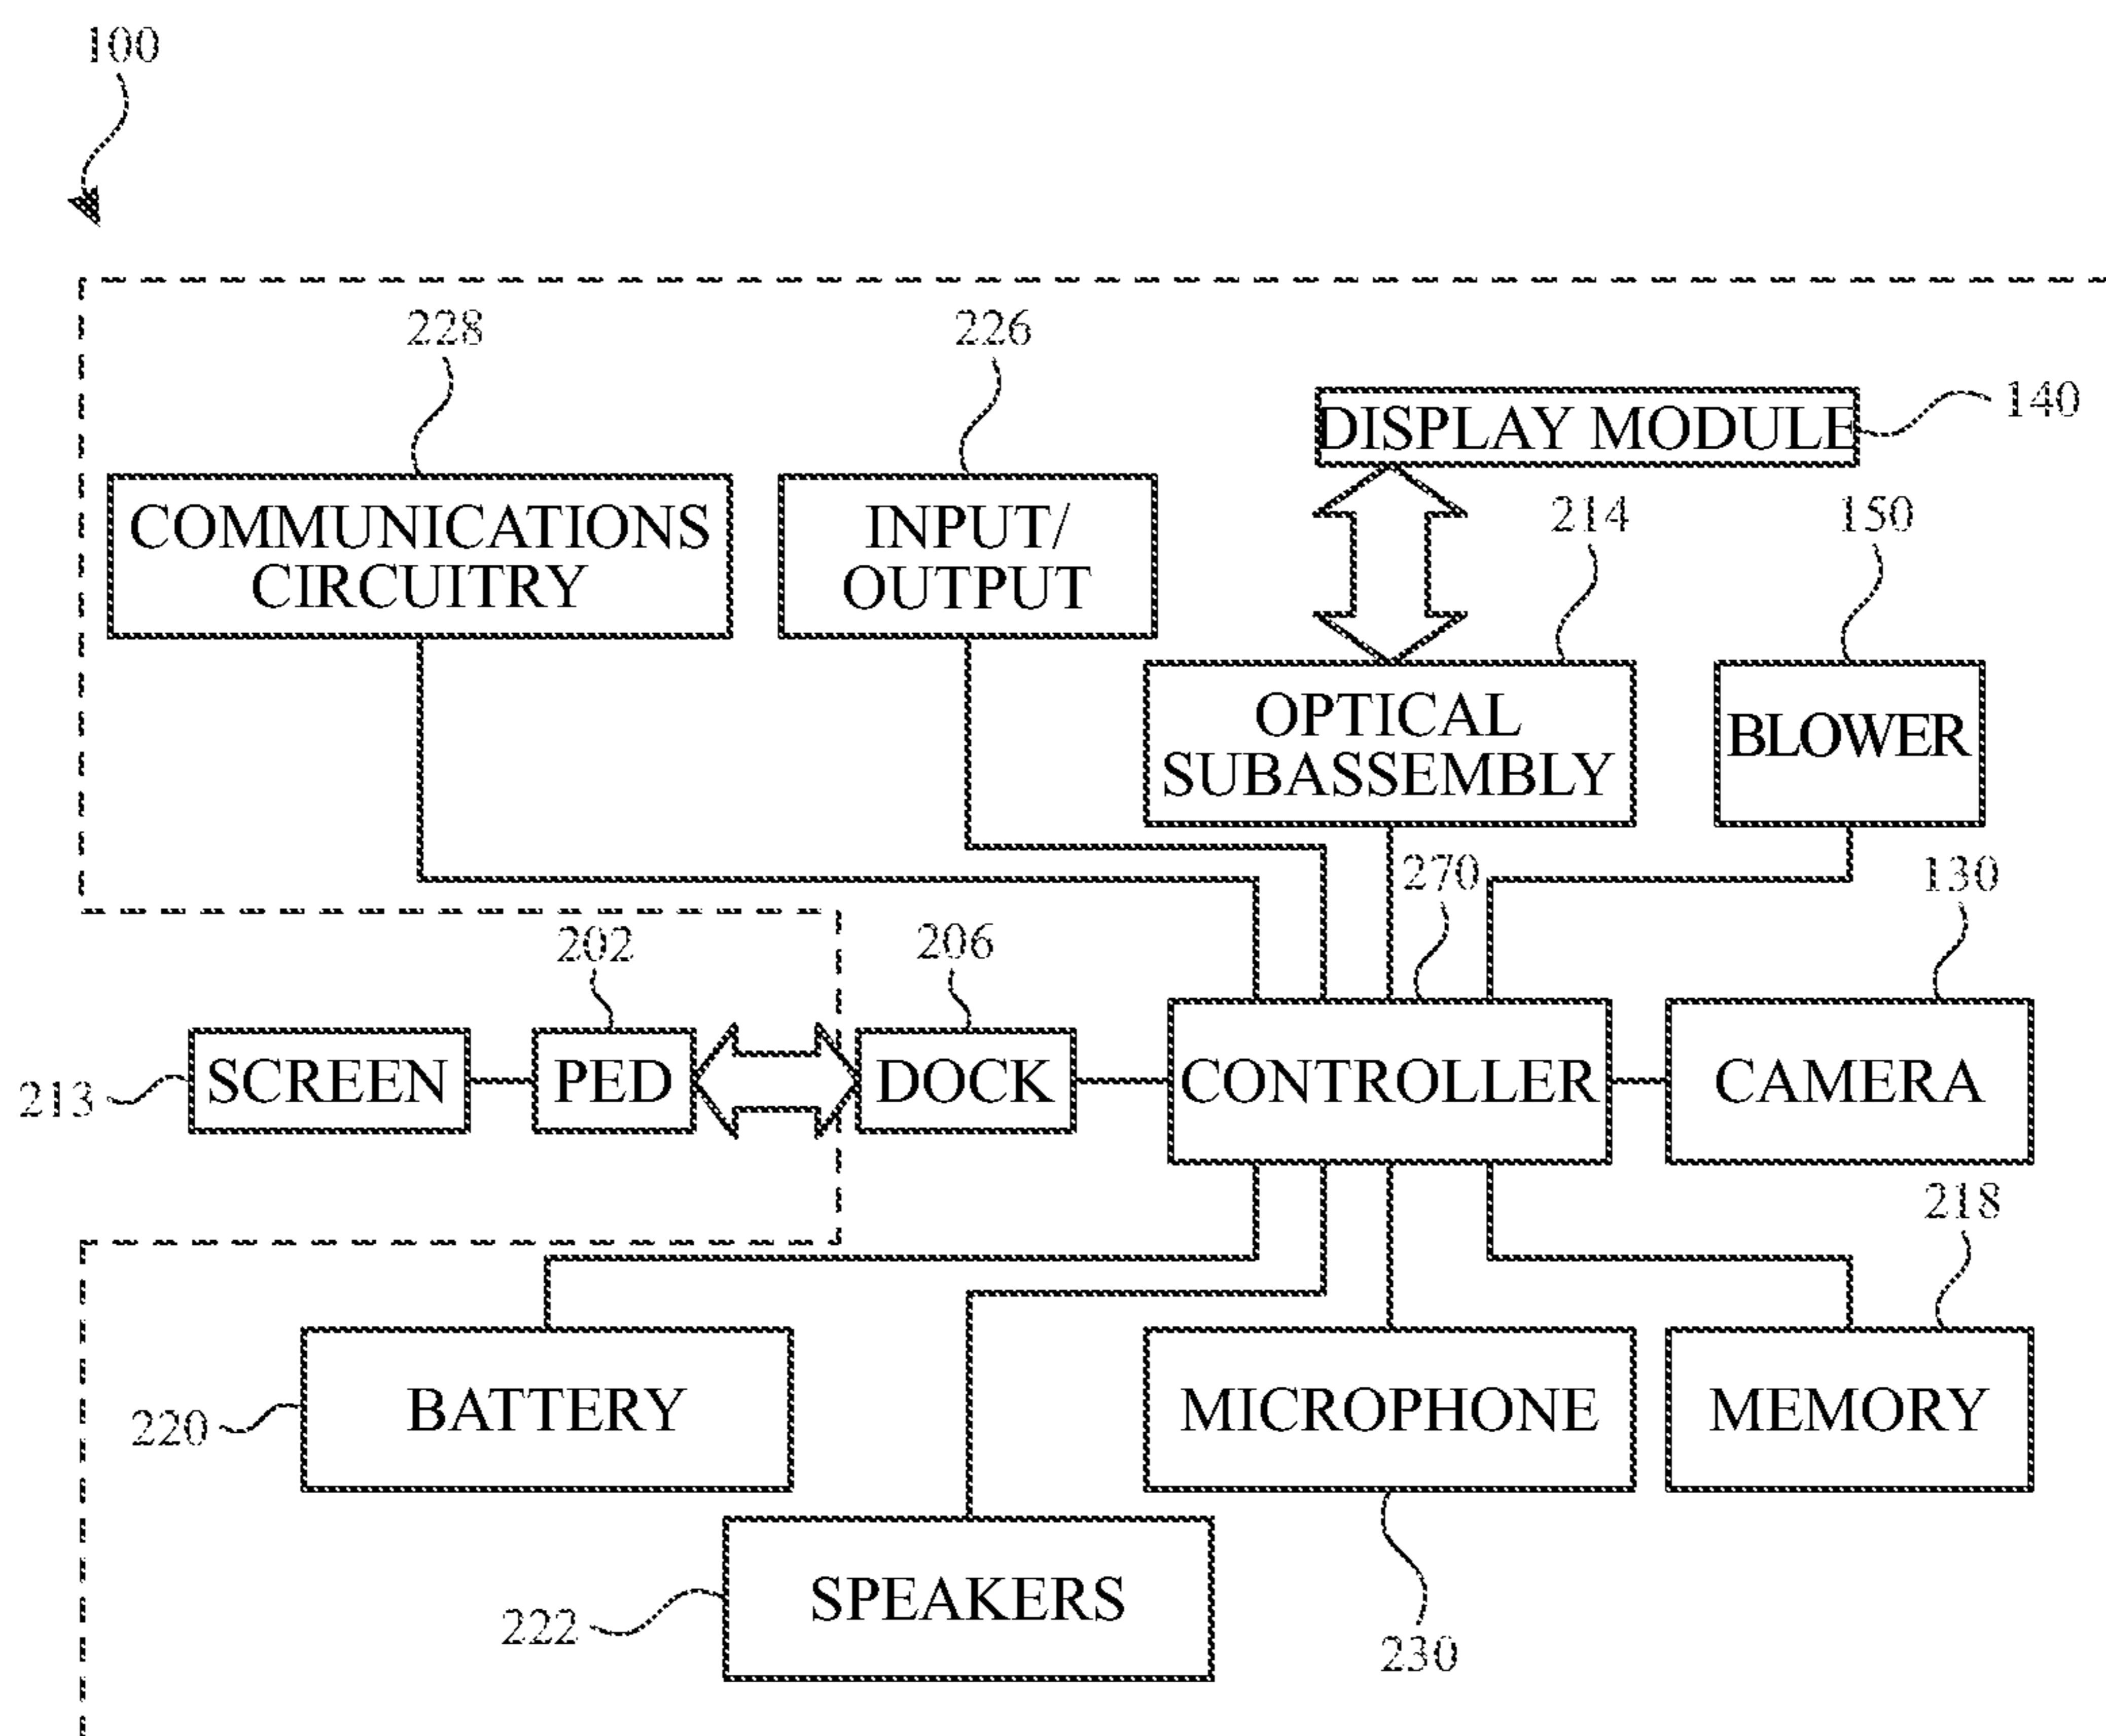 100
228
226
140
DISPLAY MODULE
COMMUNICATIONS
CIRCUITRY
INPUT/
OUTPUT
214
150
OPTICAL
SUBASSEMBLY
BLOWER
270
130
202
206
213
SCREEN
PED
DOCK
CONTROLLER
CAMERA
218
220
BATTERY
MICROPHONE
MEMORY
222
SPEAKERS
230